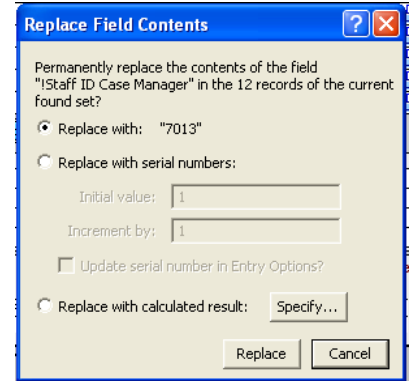 Replace Field Contents
Permanently replace the contents of the field
"!Staff ID Case Manager" in the 12 records of the current
found set?
Replace with: "7013"
Replace with serial numbers:
Initial value: 1
Increment by: 1
Update serial number in Entry Options?
Replace with calculated result: Specify...
Replace Cancel